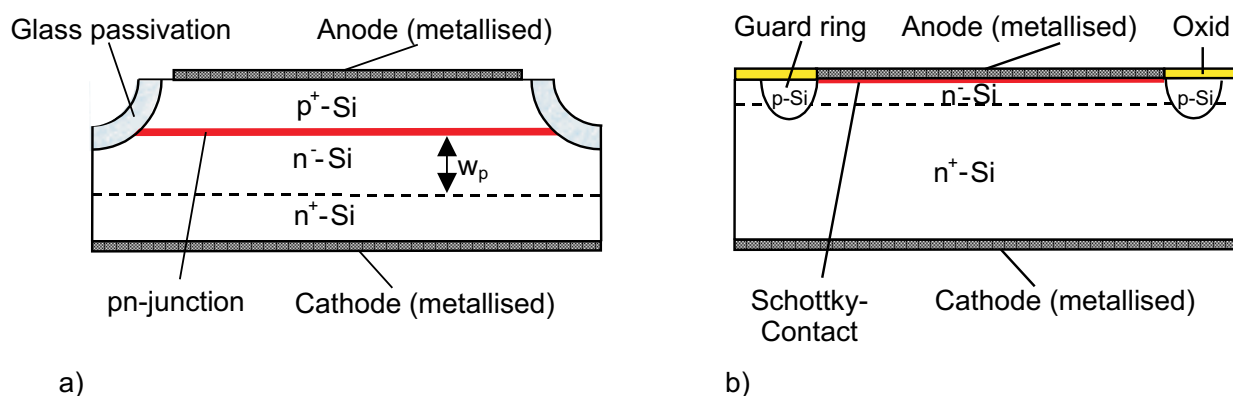 Glass passivation
Anode (metallised)
p+-Si
n--Si
wp
n+-Si
pn-junction
Cathode (metallised)
a)
Guard ring
Anode (metallised)
Oxid
p-Si
n--Si
p-Si
n+-Si
Schottky-
Contact
Cathode (metallised)
b)